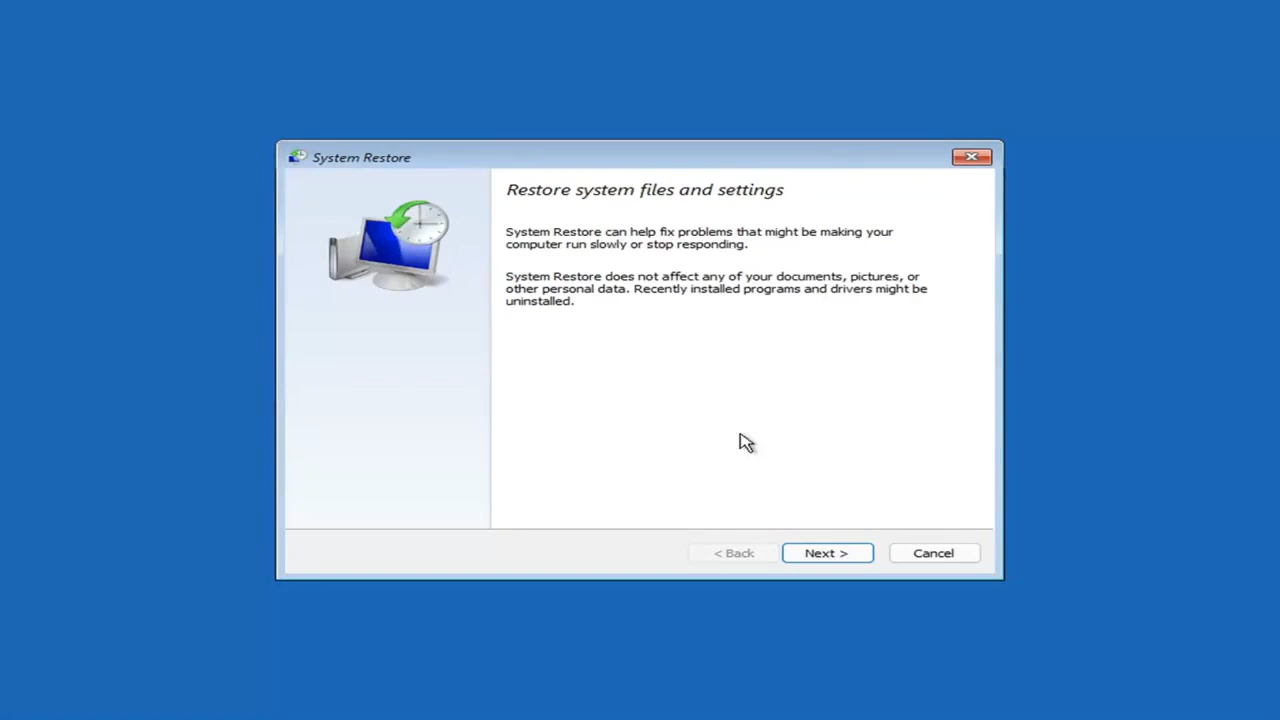 System Restore
Restore system files and settings
System Restore can help fix problems that might be making your
computer run slowly or stop responding.
System Restore does not affect any of your documents, pictures, or
other personal data. Recently installed programs and drivers might be
uninstalled.
< Back Next > Cancel